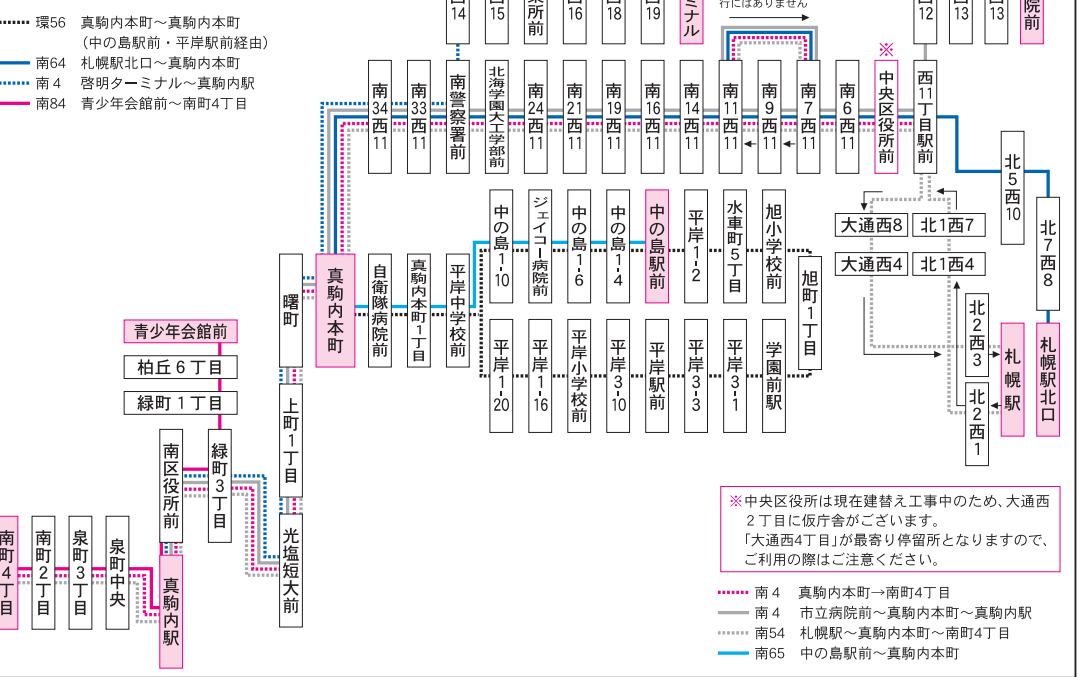 環56 真駒内本町～真駒内本町
(中の島駅前・平岸駅前経由)
南64 札幌駅北口～真駒内本町
南4 啓明ターミナル～真駒内駅
南84 青少年会館前～南町4丁目
14
15
16
18
19
ミナル
行にはありません
12
13
13
院前
南34西11
南33西11
南警察署前
北海学園大工学部前
南24西11
南21西11
南19西11
南16西11
南14西11
南11西11
南9西11
南7西11
南6西11
※
中央区役所前
西11丁目駅前
北5西10
北7西8
大通西8
北1西7
大通西4
北1西4
北2西3
北2西1
札幌駅
札幌駅北口
中の島1-10
ジェイコー病院前
中の島1-6
中の島1-4
中の島駅前
平岸1-2
水車町5丁目
旭小学校前
旭町1丁目
曙町
真駒内本町
自衛隊病院前
真駒内本町1丁目
平岸中学校前
平岸1-20
平岸1-16
平岸小学校前
平岸3-10
平岸駅前
平岸3-3
平岸3-1
学園前駅
青少年会館前
柏丘6丁目
緑町1丁目
南区役所前
緑町3丁目
上町1丁目
光塩短大前
南町4丁目
南町2丁目
泉町3丁目
泉町中央
真駒内駅
※中央区役所は現在建替え工事中のため、大通西
2丁目に仮庁舎がございます。
「大通西4丁目」が最寄り停留所となりますので、
ご利用の際はご注意ください。
南4 真駒内本町→南町4丁目
南4 市立病院前～真駒内本町～真駒内駅
南54 札幌駅～真駒内本町～南町4丁目
南65 中の島駅前～真駒内本町